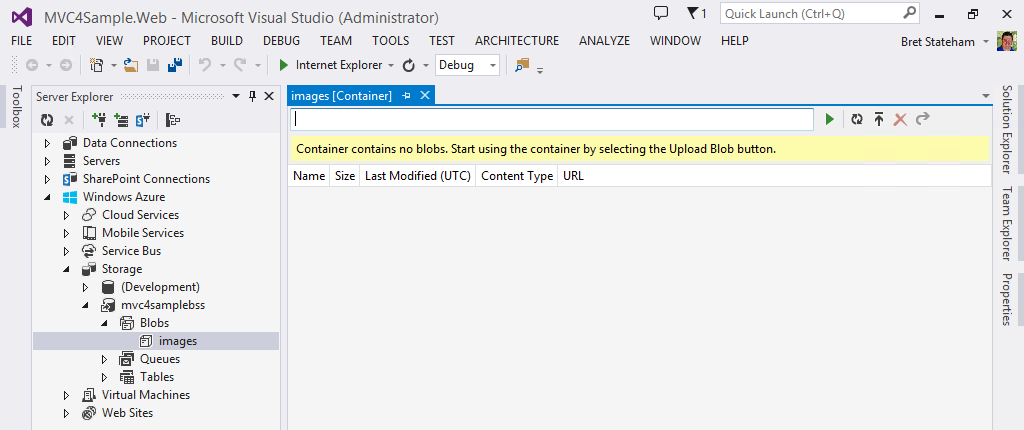 MVC4Sample.Web - Microsoft Visual Studio (Administrator)
1
Quick Launch (Ctrl+Q)
FILE EDIT VIEW PROJECT BUILD DEBUG TEAM TOOLS TEST ARCHITECTURE ANALYZE WINDOW HELP
Bret Stateham
Internet Explorer
Debug
Toolbox
Server Explorer
Data Connections
Servers
SharePoint Connections
Windows Azure
Cloud Services
Mobile Services
Service Bus
Storage
(Development)
mvc4samplebss
Blobs
images
Queues
Tables
Virtual Machines
Web Sites
images [Container]
Container contains no blobs. Start using the container by selecting the Upload Blob button.
Name Size Last Modified (UTC) Content Type URL
Solution Explorer
Team Explorer
Properties